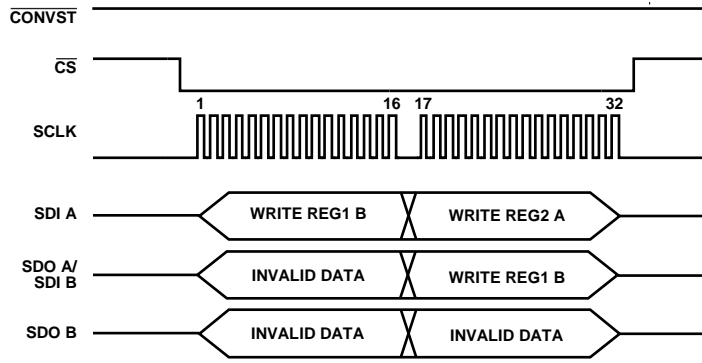 CONVST
CS
1 16 17 32
SCLK
SDI A WRITE REG1 B WRITE REG2 A
SDO A/
SDI B INVALID DATA WRITE REG1 B
SDO B INVALID DATA INVALID DATA